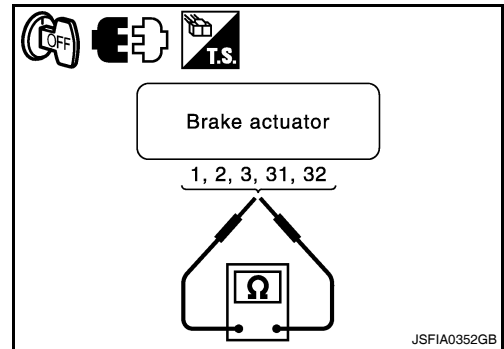 OFF
T.S.
Brake actuator
1, 2, 3, 31, 32
Ω
JSFIA0352GB